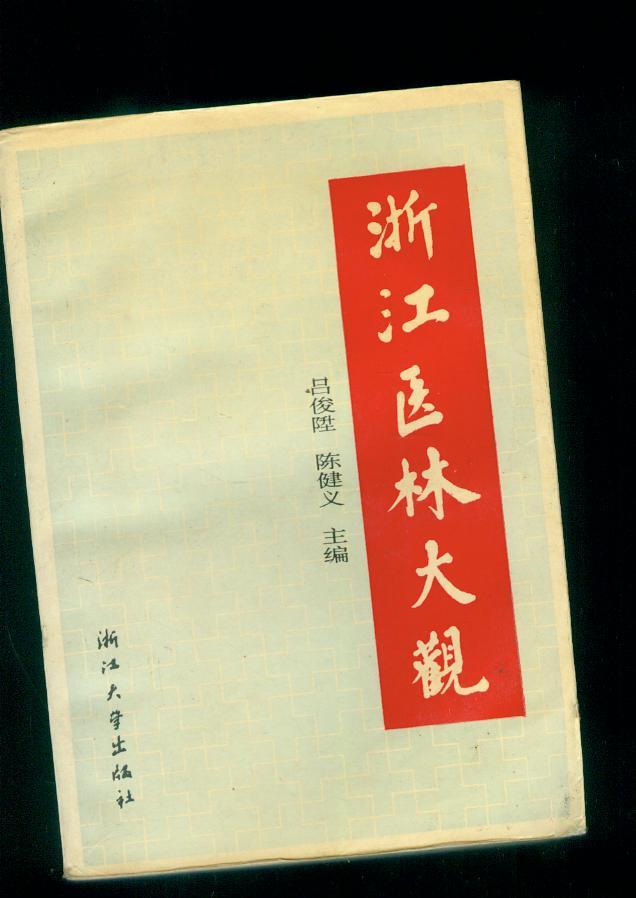 浙江医林大觀
吕俊陞 陈健义 主编
浙江大学出版社